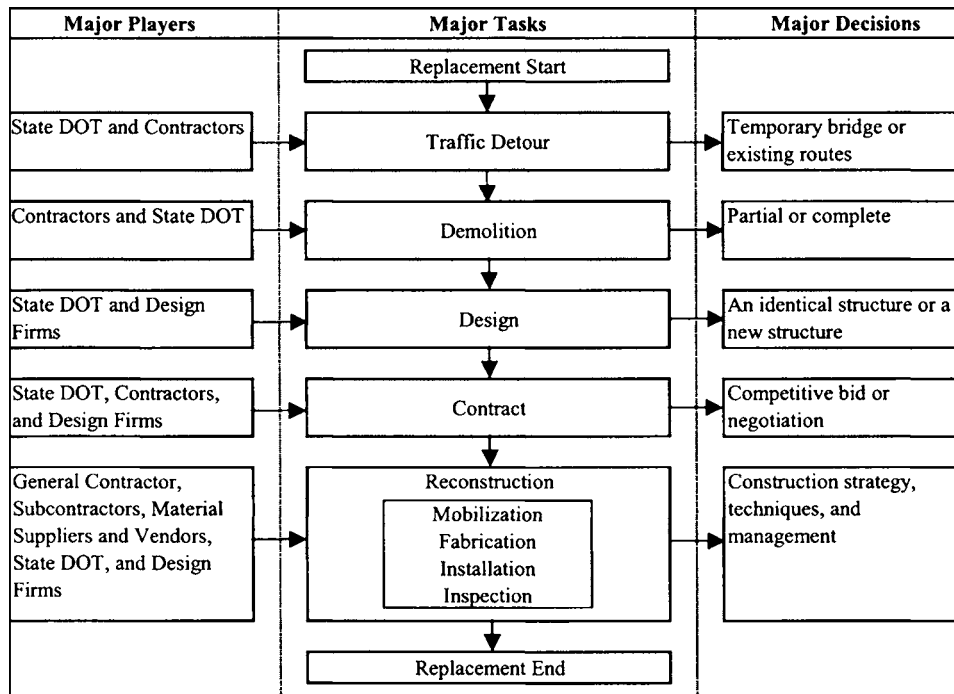 Major Players
Major Tasks
Major Decisions
Replacement Start
State DOT and Contractors
Traffic Detour
Temporary bridge or
existing routes
Contractors and State DOT
Demolition
Partial or complete
State DOT and Design
Firms
Design
An identical structure or a
new structure
State DOT, Contractors,
and Design Firms
Contract
Competitive bid or
negotiation
General Contractor,
Subcontractors, Material
Suppliers and Vendors,
State DOT, and Design
Firms
Reconstruction
Mobilization
Fabrication
Installation
Inspection
Construction strategy,
techniques, and
management
Replacement End